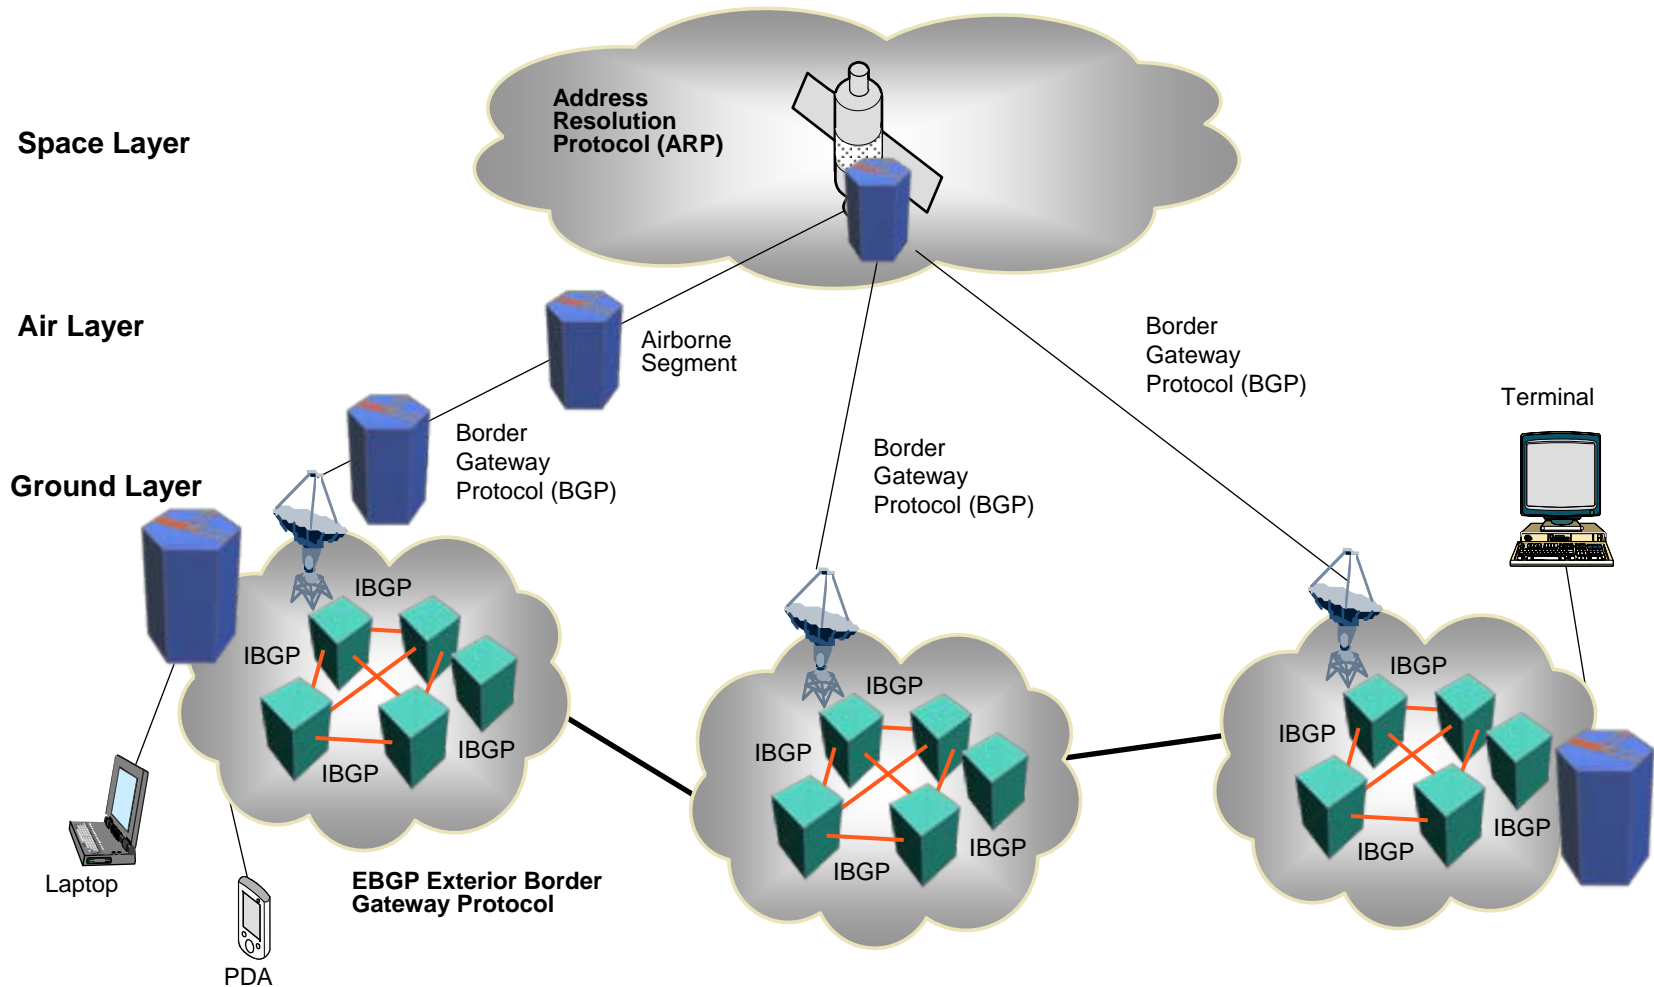 Space Layer
Address
Resolution
Protocol (ARP)
Air Layer
Airborne
Segment
Border
Gateway
Protocol (BGP)
Terminal
Ground Layer
Border
Gateway
Protocol (BGP)
Border
Gateway
Protocol (BGP)
IBGP
IBGP
IBGP
IBGP
IBGP
IBGP
IBGP
IBGP
IBGP
IBGP
IBGP
IBGP
Laptop
PDA
EBGP Exterior Border
Gateway Protocol